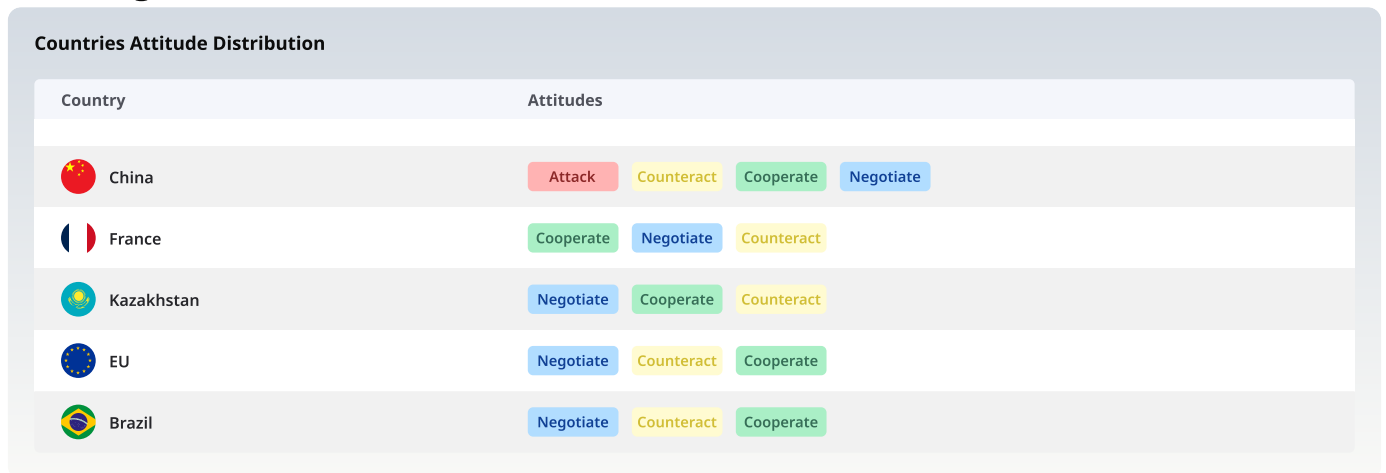 Countries Attitude Distribution
Country Attitudes
China Attack Counteract Cooperate Negotiate
France Cooperate Negotiate Counteract
Kazakhstan Negotiate Cooperate Counteract
EU Negotiate Counteract Cooperate
Brazil Negotiate Counteract Cooperate